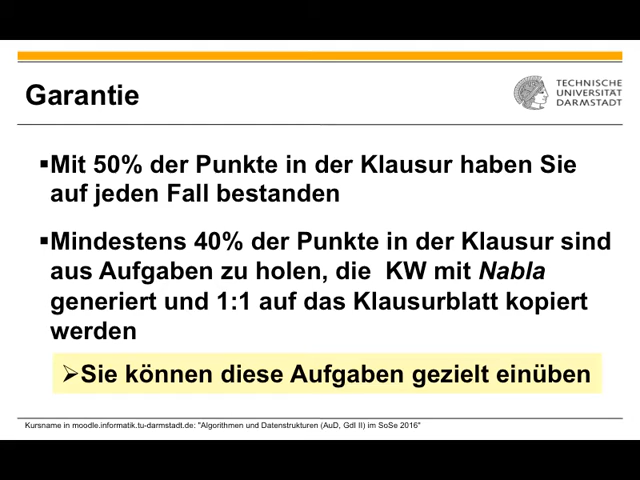 Garantie
TECHNISCHE
UNIVERSITÄT
DARMSTADT
▪Mit 50% der Punkte in der Klausur haben Sie
auf jeden Fall bestanden
▪Mindestens 40% der Punkte in der Klausur sind
aus Aufgaben zu holen, die KW mit Nabla
generiert und 1:1 auf das Klausurblatt kopiert
werden
➢Sie können diese Aufgaben gezielt einüben
Kursname in moodle.informatik.tu-darmstadt.de: "Algorithmen und Datenstrukturen (AuD, GdI II) im SoSe 2016"